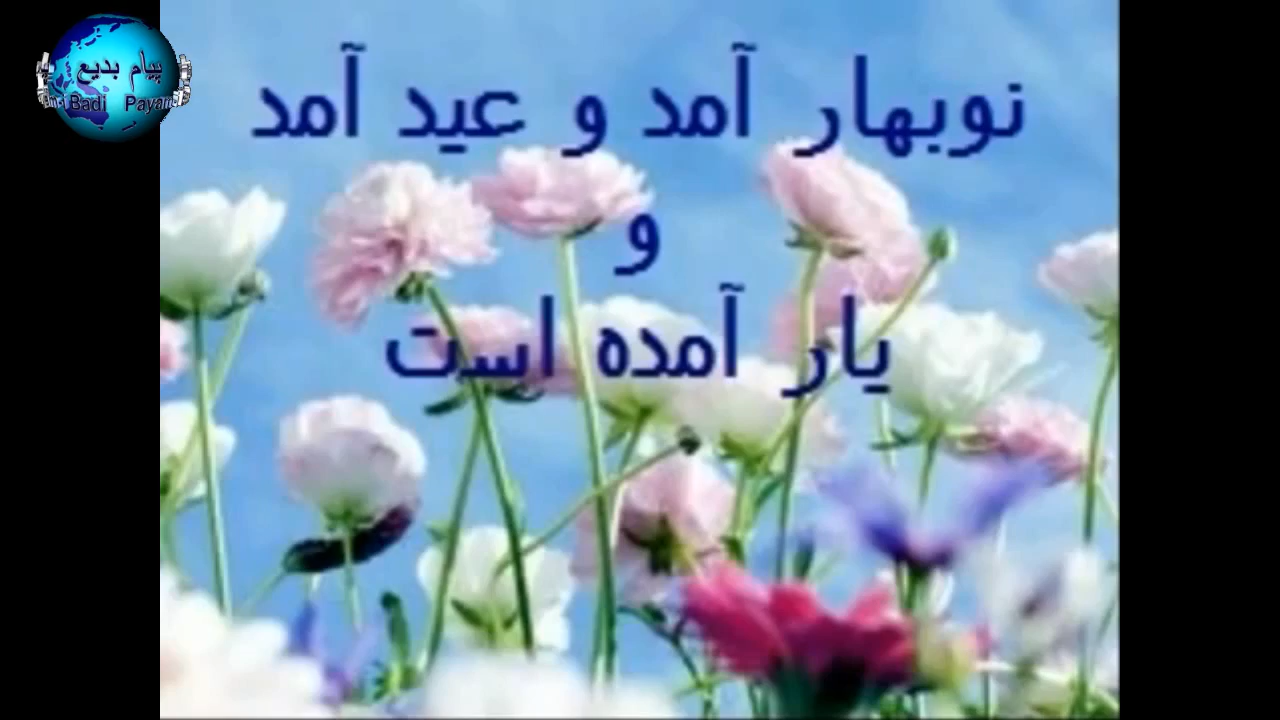 پیام بدیع
Badi Payam
نوبهار آمد و عید آمد
و
یار آمده است